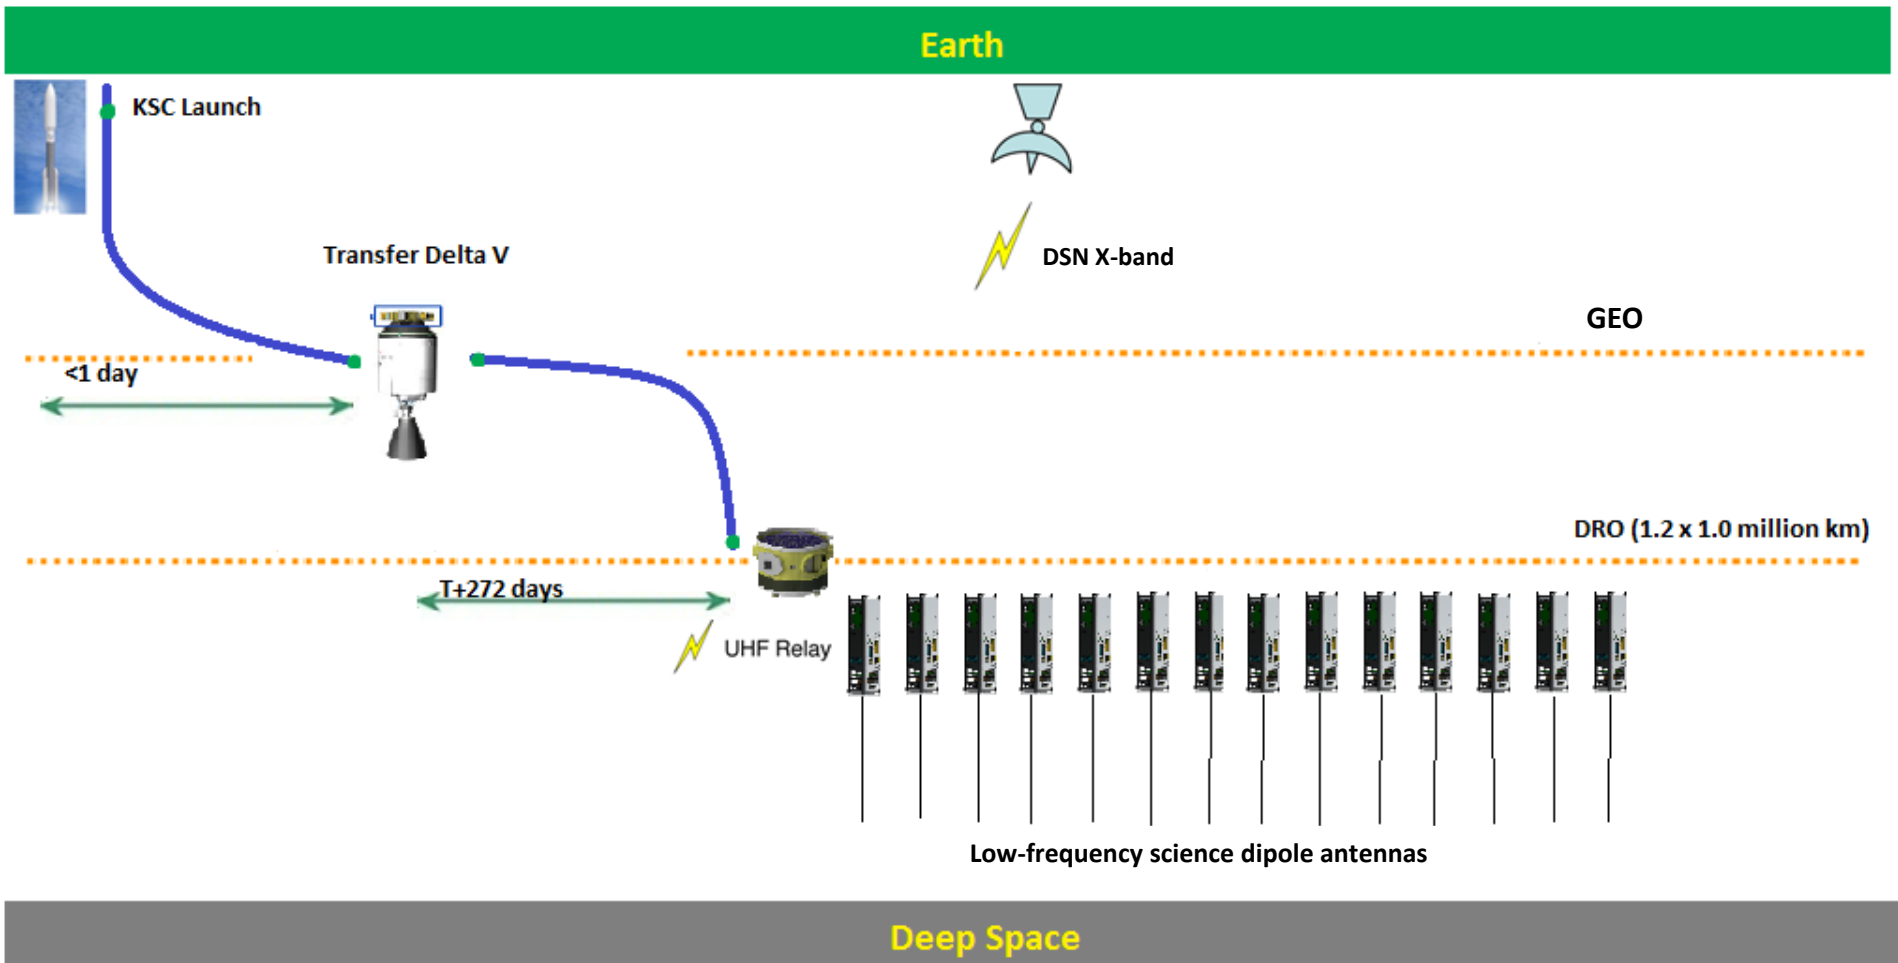 Earth
KSC Launch
Transfer Delta V
DSN X-band
GEO
<1 day
DRO (1.2 x 1.0 million km)
T+272 days
UHF Relay
Low-frequency science dipole antennas
Deep Space